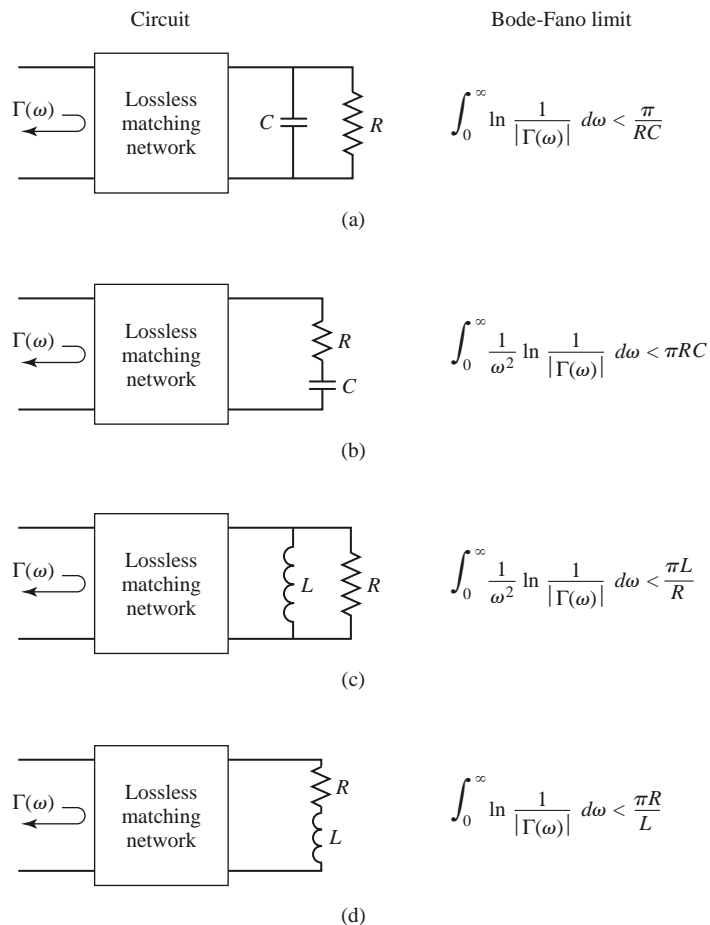 Circuit Bode-Fano limit
Γ(ω)
Lossless
matching
network
C
R
∫₀^∞ ln 1/|Γ(ω)| dω < π/RC
(a)
Γ(ω)
Lossless
matching
network
R
C
∫₀^∞ 1/ω² ln 1/|Γ(ω)| dω < πRC
(b)
Γ(ω)
Lossless
matching
network
L
R
∫₀^∞ 1/ω² ln 1/|Γ(ω)| dω < πL/R
(c)
Γ(ω)
Lossless
matching
network
R
L
∫₀^∞ ln 1/|Γ(ω)| dω < πR/L
(d)